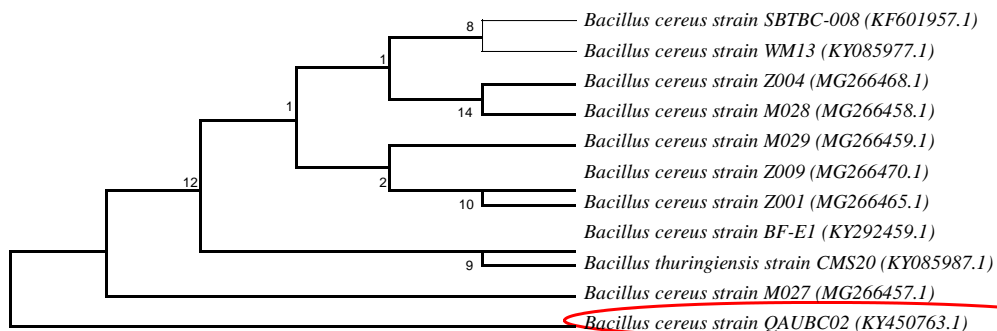 Bacillus cereus strain SBTBC-008 (KF601957.1)
8
Bacillus cereus strain WM13 (KY085977.1)
1
Bacillus cereus strain Z004 (MG266468.1)
14
Bacillus cereus strain M028 (MG266458.1)
1
Bacillus cereus strain M029 (MG266459.1)
Bacillus cereus strain Z009 (MG266470.1)
12
2
Bacillus cereus strain Z001 (MG266465.1)
10
Bacillus cereus strain BF-E1 (KY292459.1)
Bacillus thuringiensis strain CMS20 (KY085987.1)
9
Bacillus cereus strain M027 (MG266457.1)
Bacillus cereus strain QAUBC02 (KY450763.1)